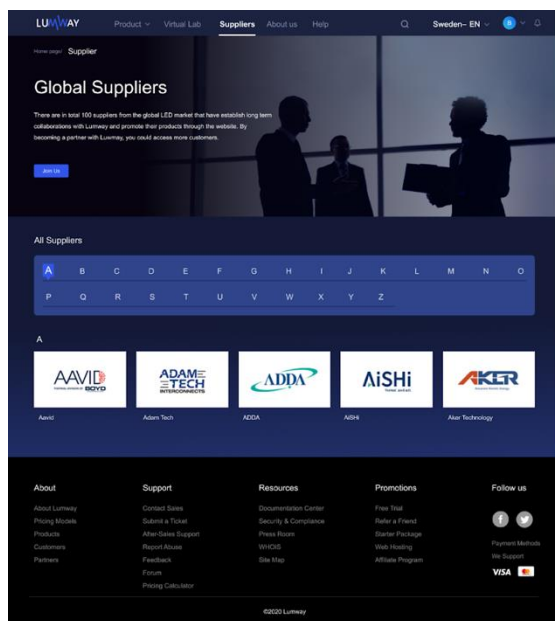 LUMWAY
Product Virtual Lab Suppliers About us Help Sweden– EN B
Home page/ Supplier
Global Suppliers
There are in total 100 suppliers from the global LED market that have establish long term
collaborations with Lumway and promote their products through the website. By
becoming a partner with Luwmay, you could access more customers.
Join Us
All Suppliers
A B C D E F G H I J K L M N O
P Q R S T U V W X Y Z
A
AAVID
BOYD
ADAM
TECH
INTERCONNECTS
ADDA
AiSHi
AKER
Aavid Adam Tech ADDA AiSHi Aker Technology
About Support Resources Promotions Follow us
About Lumway Contact Sales Documentation Center Free Trial
Pricing Models Submit a Ticket Security & Compliance Refer a Friend
Products After-Sales Support Press Room Starter Package
Customers Report Abuse WHOIS Web Hosting
Partners Feedback Site Map Affiliate Program
Forum
Pricing Calculator
Payment Methods
We Support
VISA
©2020 Lumway